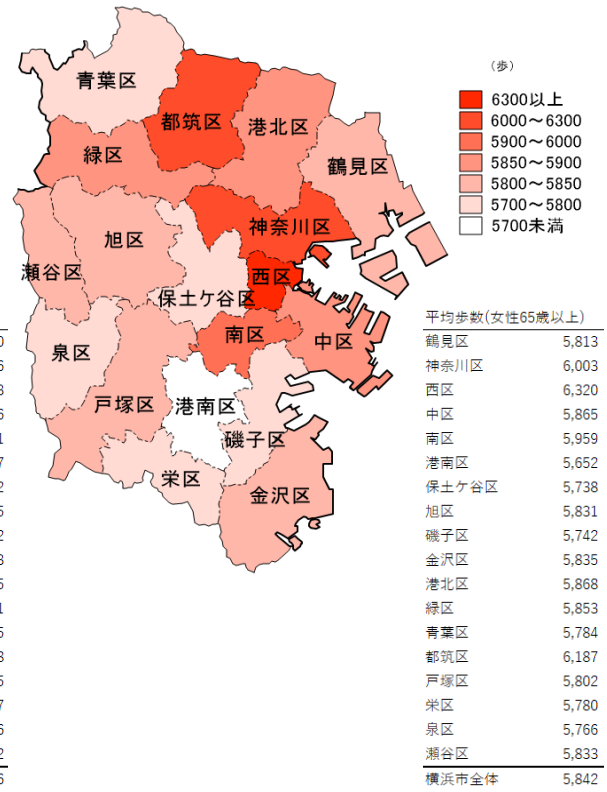 (歩)
6300以上
6000～6300
5900～6000
5850～5900
5800～5850
5700～5800
5700未満
青葉区
都筑区
港北区
緑区
鶴見区
神奈川区
旭区
瀬谷区
西区
保土ケ谷区
南区
中区
泉区
戸塚区
港南区
磯子区
栄区
金沢区
平均歩数(女性65歳以上)
鶴見区 5,813
神奈川区 6,003
西区 6,320
中区 5,865
南区 5,959
港南区 5,652
保土ケ谷区 5,738
旭区 5,831
磯子区 5,742
金沢区 5,835
港北区 5,868
緑区 5,853
青葉区 5,784
都筑区 6,187
戸塚区 5,802
栄区 5,780
泉区 5,766
瀬谷区 5,833
横浜市全体 5,842